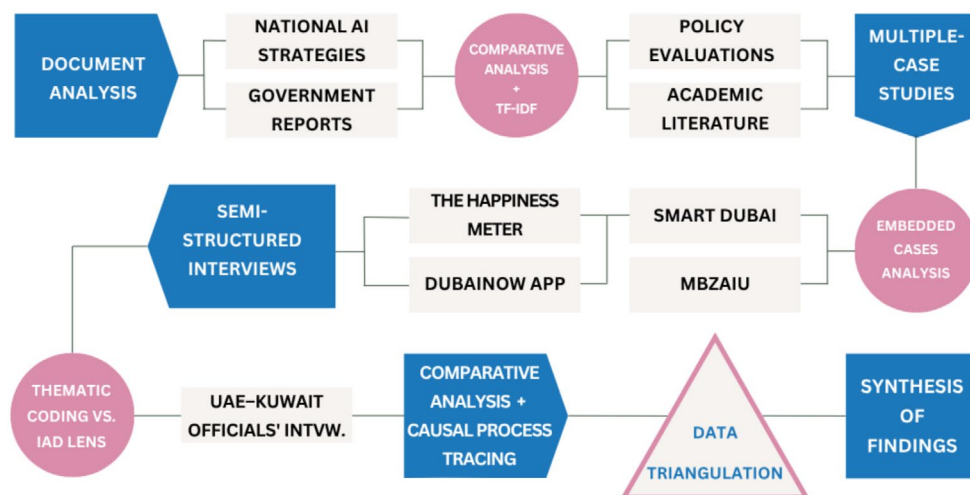 DOCUMENT
ANALYSIS
NATIONAL AI
STRATEGIES
GOVERNMENT
REPORTS
COMPARATIVE
ANALYSIS
+
TF-IDF
POLICY
EVALUATIONS
ACADEMIC
LITERATURE
MULTIPLE-
CASE
STUDIES
SEMI-
STRUCTURED
INTERVIEWS
THE HAPPINESS
METER
DUBAINOW APP
SMART DUBAI
MBZAIU
EMBEDDED
CASES
ANALYSIS
THEMATIC
CODING VS.
IAD LENS
UAE–KUWAIT
OFFICIALS' INTVW.
COMPARATIVE
ANALYSIS +
CAUSAL PROCESS
TRACING
DATA
TRIANGULATION
SYNTHESIS
OF
FINDINGS